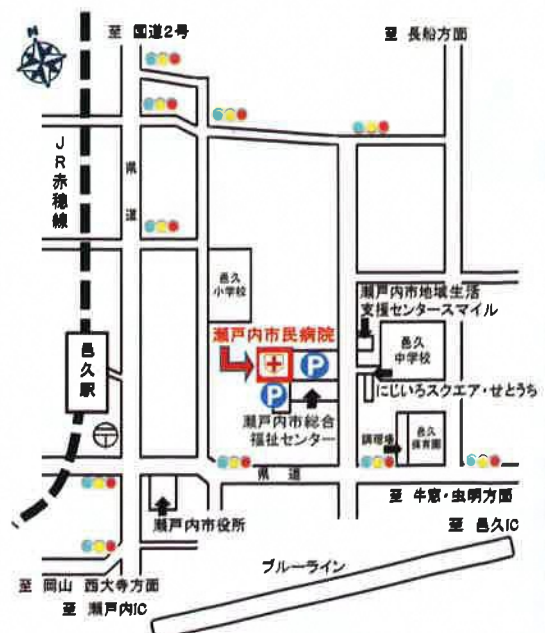 N
至 国道2号
至 長船方面
JR赤穂線
県道
邑久
小学校
瀬戸内市地域生活
支援センタースマイル
瀬戸内市民病院
邑久
中学校
邑久駅
P
P
にじいろスクエア・せとうち
瀬戸内市総合
福祉センター
調理場
邑久
保育園
県道
至 牛窓・虫明方面
瀬戸内市役所
至 邑久IC
ブルーライン
至 岡山 西大寺方面
至 瀬戸内IC